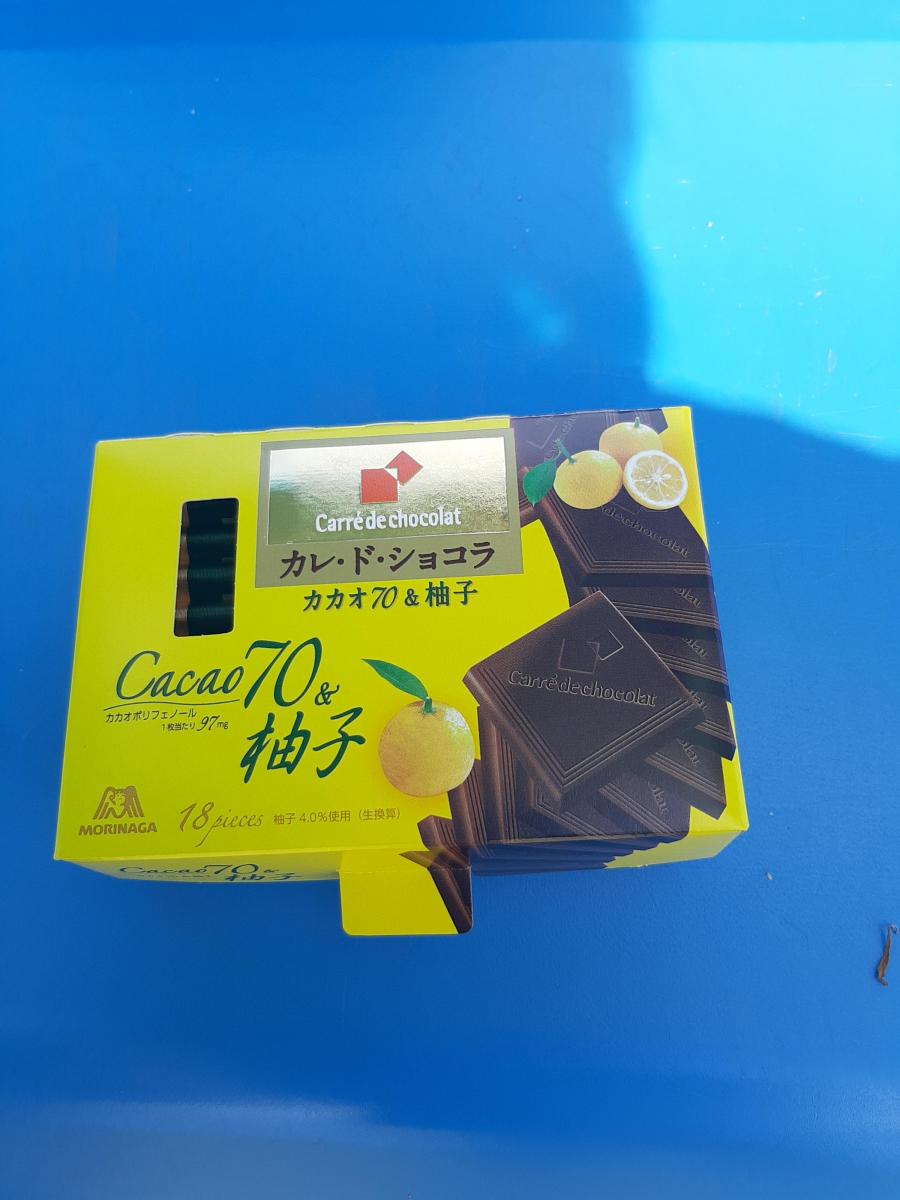 Carré de chocolat
カレ・ド・ショコラ
カカオ70&柚子
de chocolat
Carré de chocolat
Cacao70&
柚子
カカオポリフェノール
1枚当たり97mg
MORINAGA
18 pieces 柚子4.0%使用(生換算)
Cacao70&
柚子